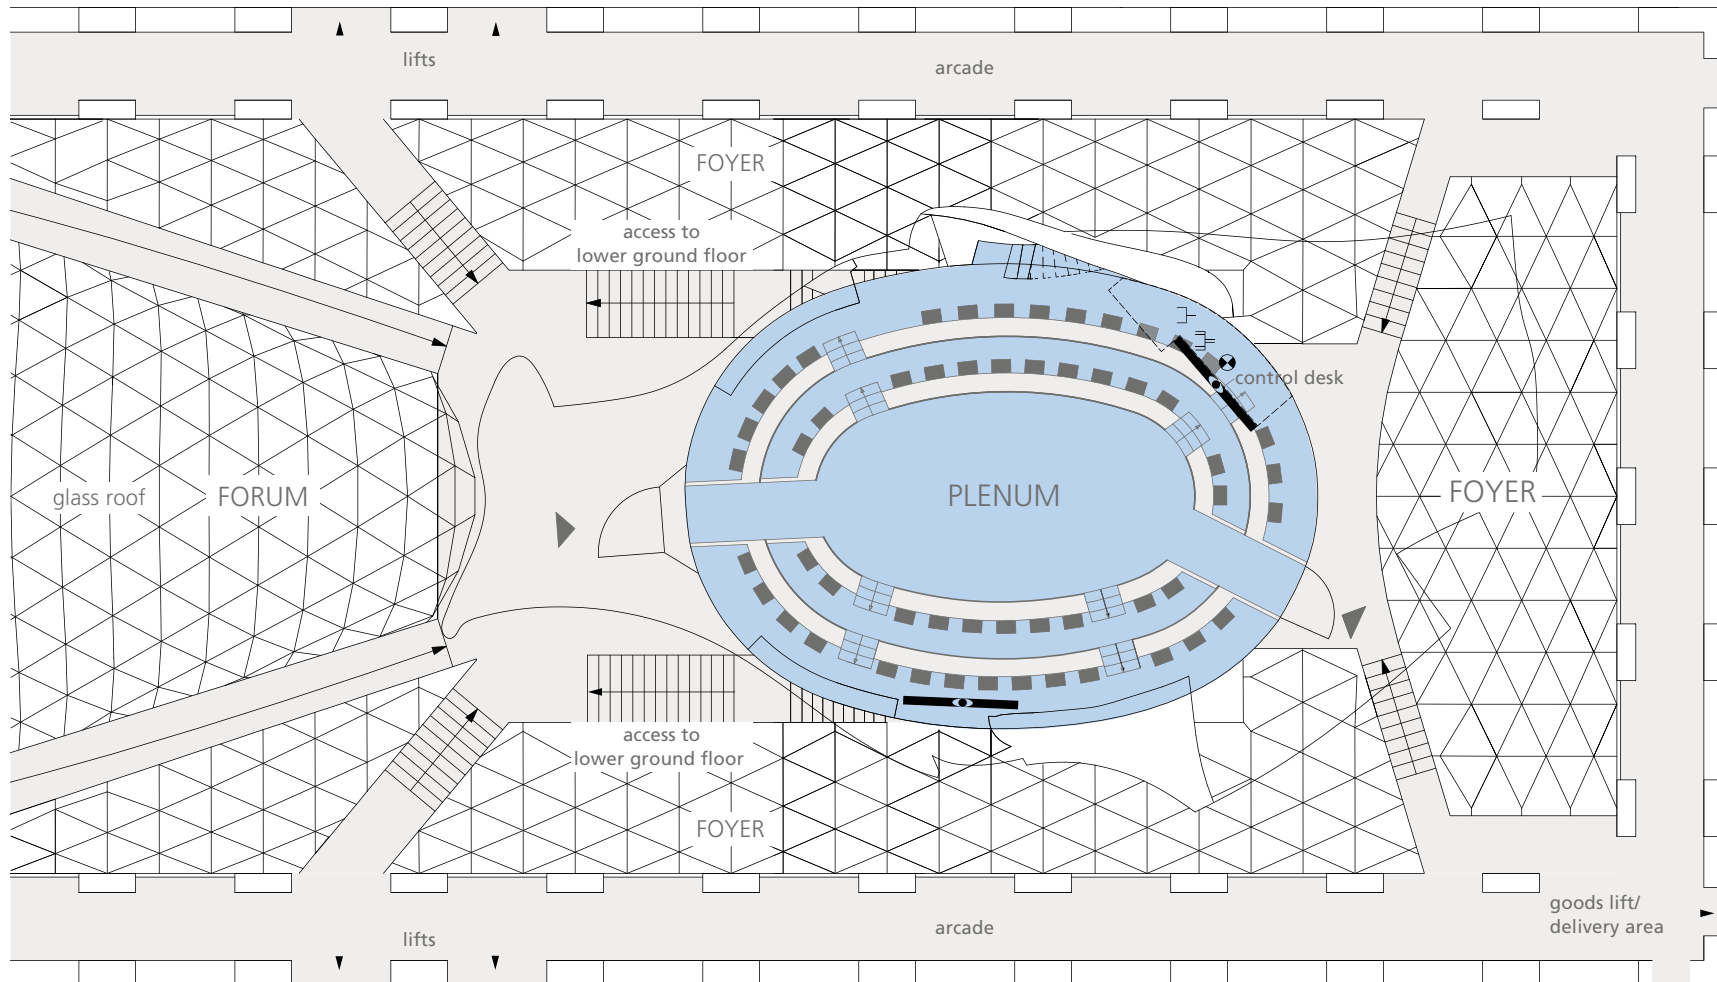 lifts
arcade
FOYER
access to
lower ground floor
control desk
glass roof
FORUM
PLENUM
FOYER
access to
lower ground floor
FOYER
goods lift/
delivery area
lifts
arcade